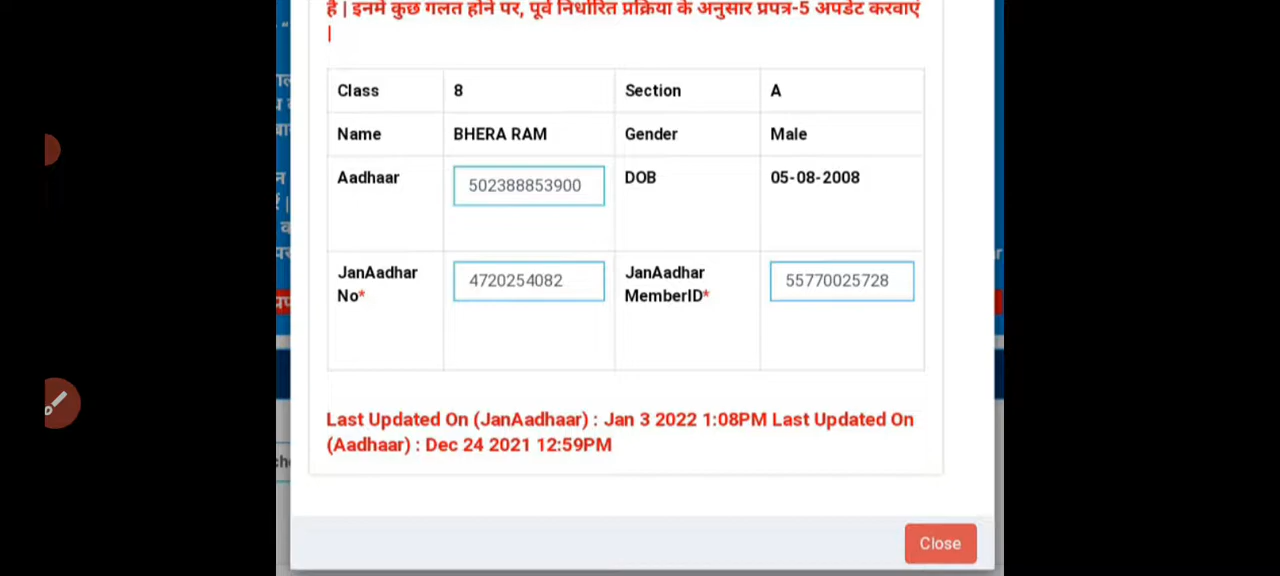 है | इनमें कुछ गलत होने पर, पूर्व निर्धारित प्रक्रिया के अनुसार प्रपत्र-5 अपडेट करवाएं
|
Class 8 Section A
Name BHERA RAM Gender Male
Aadhaar 502388853900 DOB 05-08-2008
JanAadhar No* 4720254082 JanAadhar MemberID* 55770025728
Last Updated On (JanAadhaar) : Jan 3 2022 1:08PM Last Updated On
(Aadhaar) : Dec 24 2021 12:59PM
Close